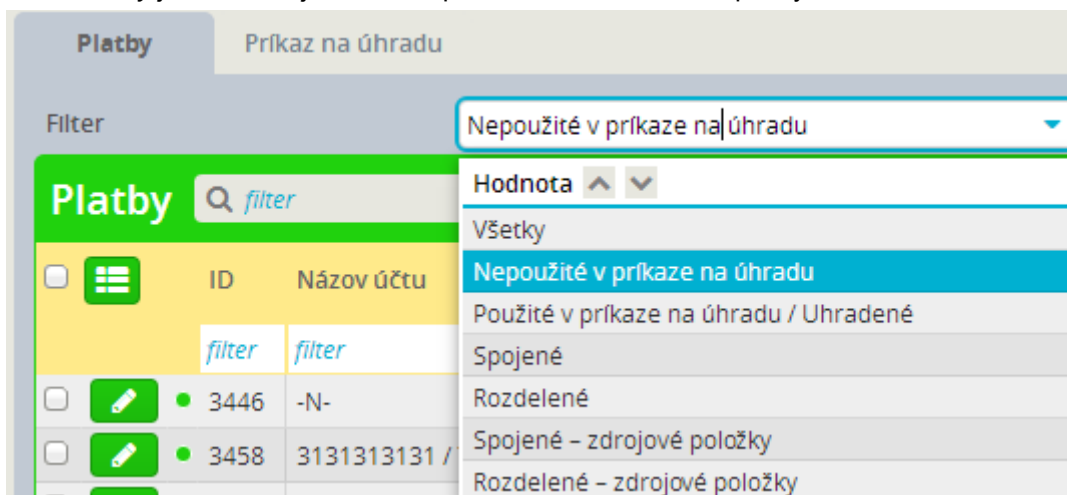 Platby Príkaz na úhradu
Filter Nepoužité v príkaze na úhradu
Platby filter Hodnota
Všetky
Nepoužité v príkaze na úhradu
ID Názov účtu
Použité v príkaze na úhradu / Uhradené
filter filter
Spojené
Rozdelené
3446 -N-
Spojené – zdrojové položky
3458 3131313131 /
Rozdelené – zdrojové položky